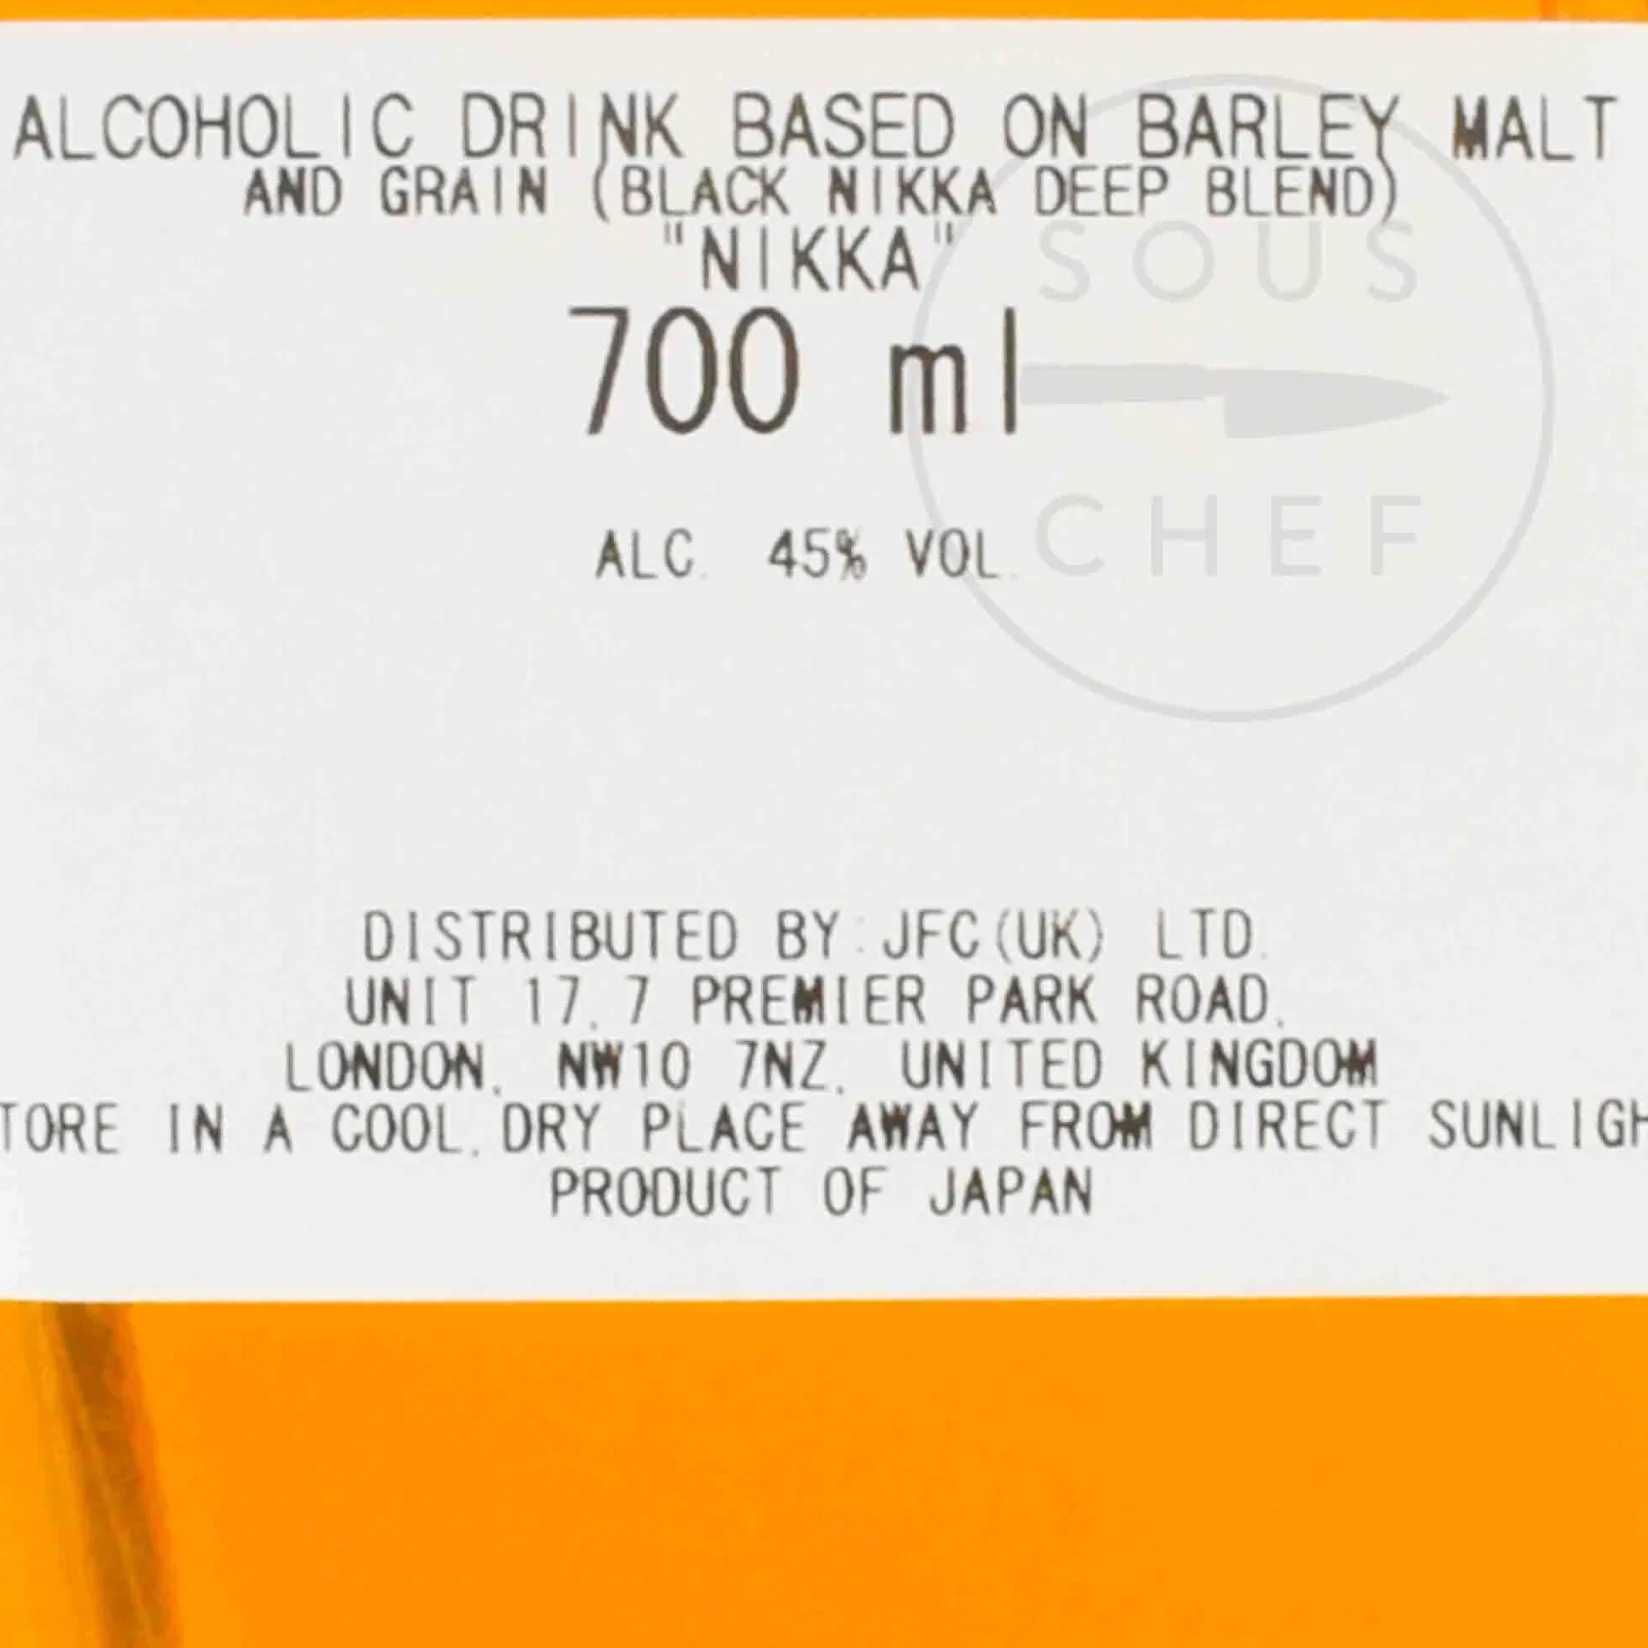 ALCOHOLIC DRINK BASED ON BARLEY MALT
AND GRAIN (BLACK NIKKA DEEP BLEND)
"NIKKA"
700 ml
SOUS
CHEF
ALC. 45% VOL.
DISTRIBUTED BY:JFC(UK) LTD.
UNIT 17,7 PREMIER PARK ROAD,
LONDON, NW10 7NZ, UNITED KINGDOM
TORE IN A COOL,DRY PLACE AWAY FROM DIRECT SUNLIGH
PRODUCT OF JAPAN